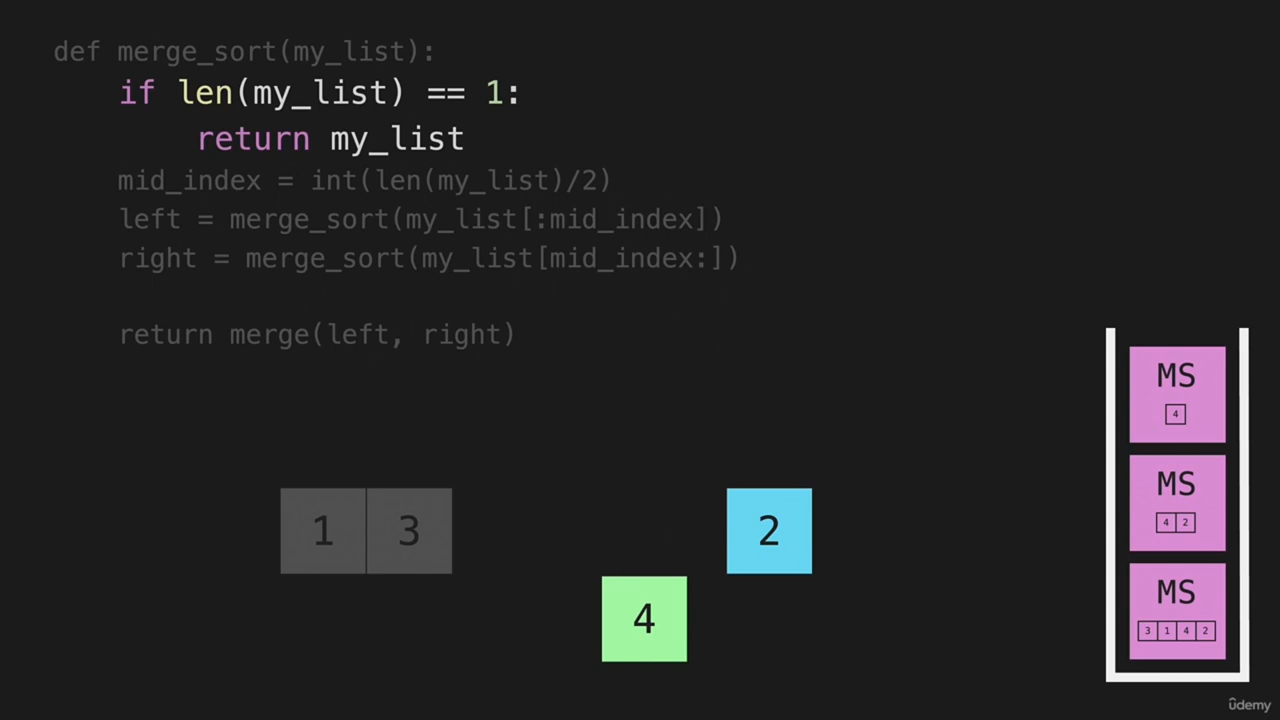 def merge_sort(my_list):
    if len(my_list) == 1:
        return my_list
    mid_index = int(len(my_list)/2)
    left = merge_sort(my_list[:mid_index])
    right = merge_sort(my_list[mid_index:])
    return merge(left, right)
1 3
2
4
MS
4
MS
4 2
MS
3 1 4 2
ûdemy